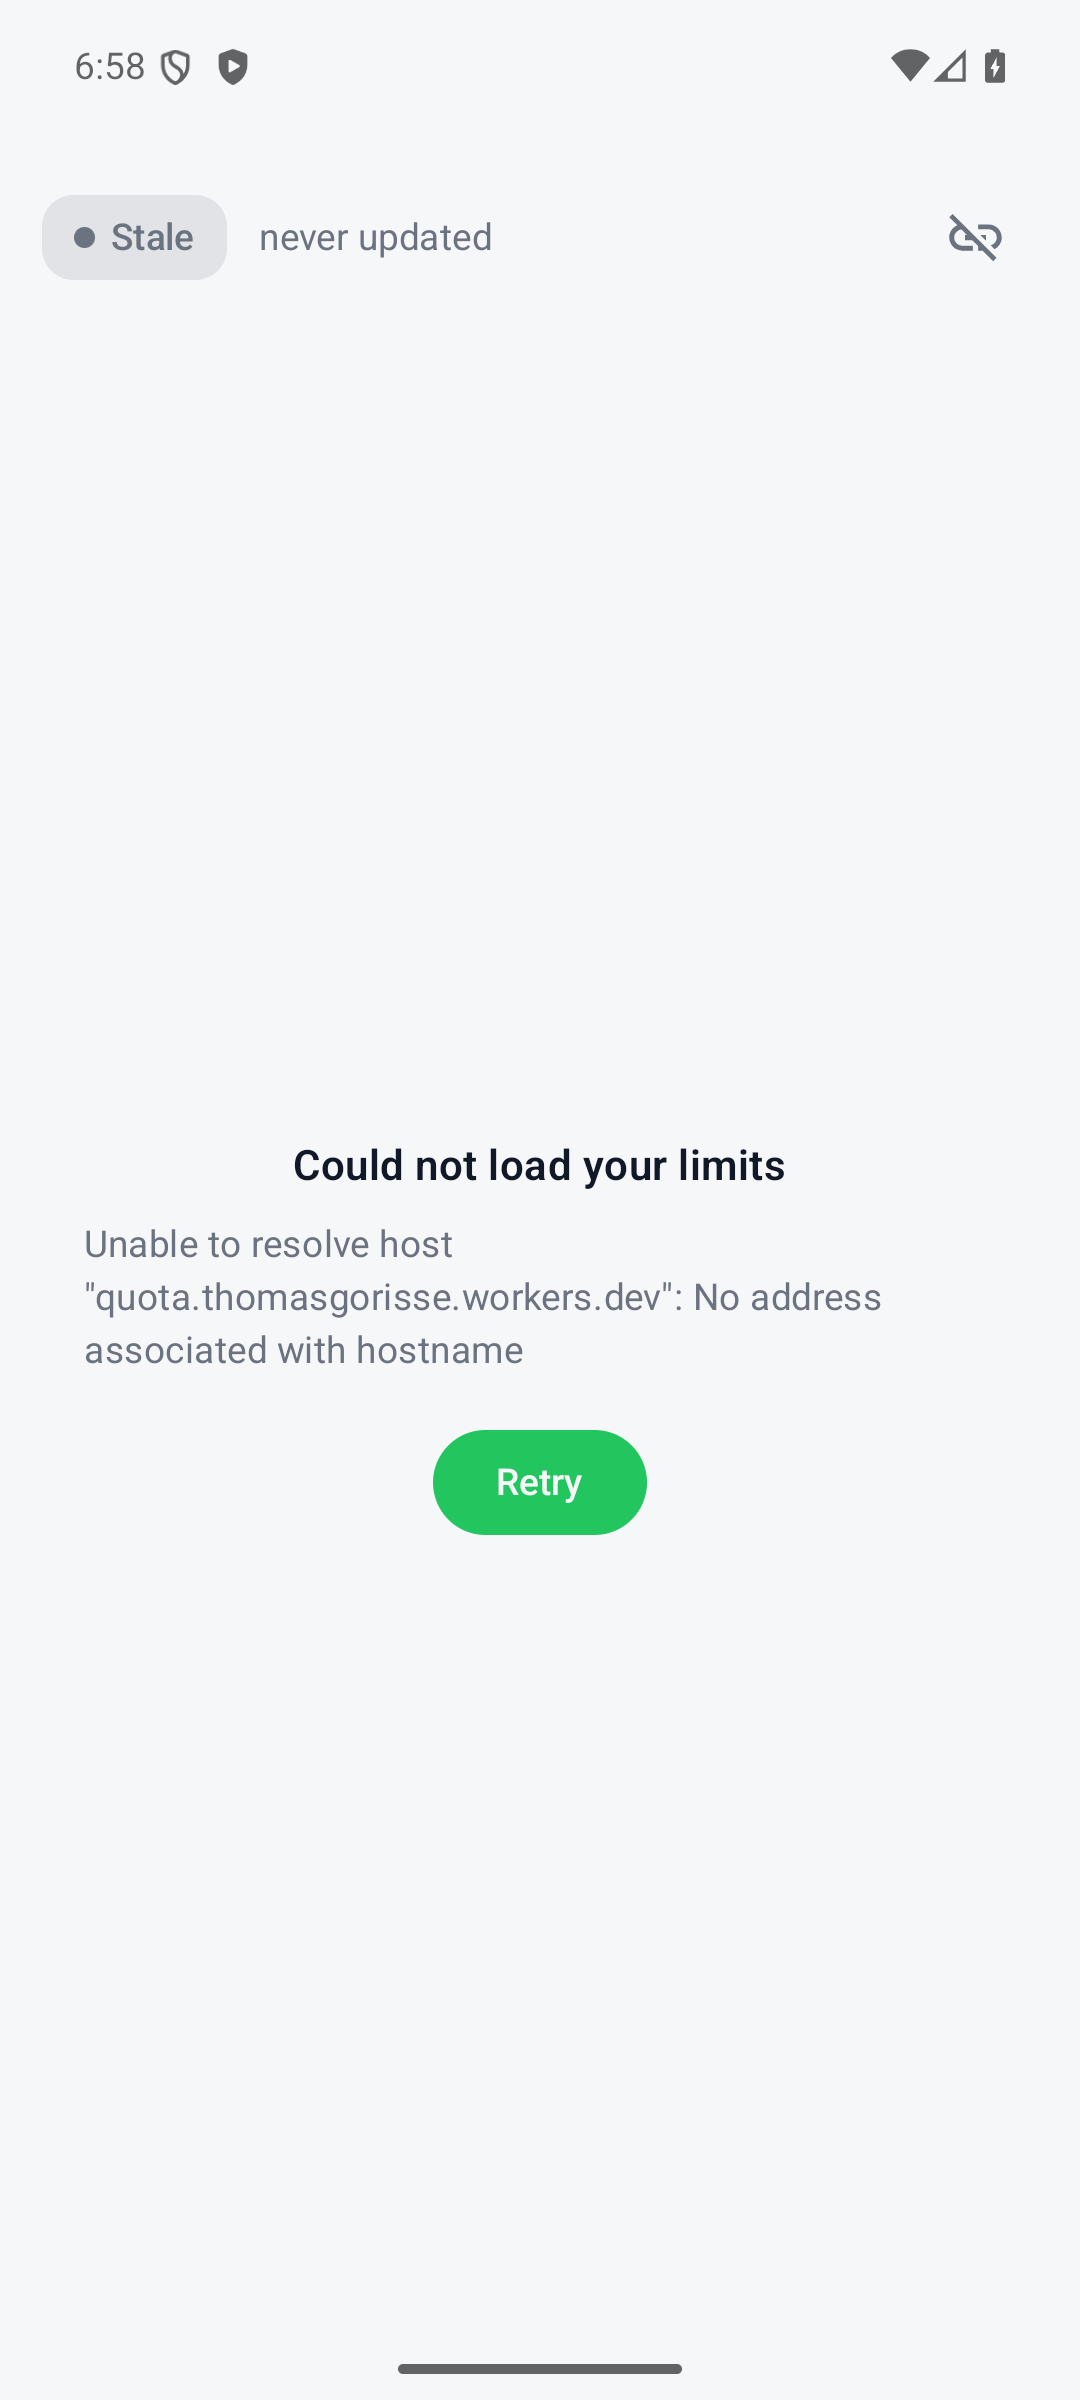 6:58
Stale never updated
Could not load your limits
Unable to resolve host
"quota.thomasgorisse.workers.dev": No address
associated with hostname
Retry